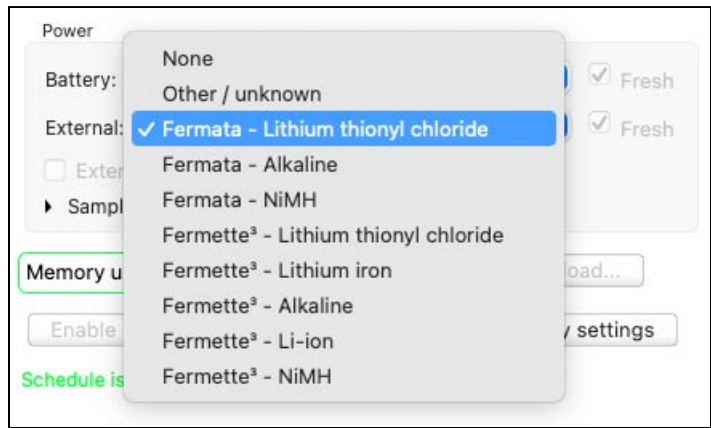 Power
None
Battery:
Fresh
Other / unknown
External:
✓ Fermata - Lithium thionyl chloride
Fresh
Fermata - Alkaline
Exter
Fermata - NiMH
Sampl
Fermette³ - Lithium thionyl chloride
Memory u
Fermette³ - Lithium iron
oad...
Fermette³ - Alkaline
Enable
Fermette³ - Li-ion
y settings
Schedule is
Fermette³ - NiMH